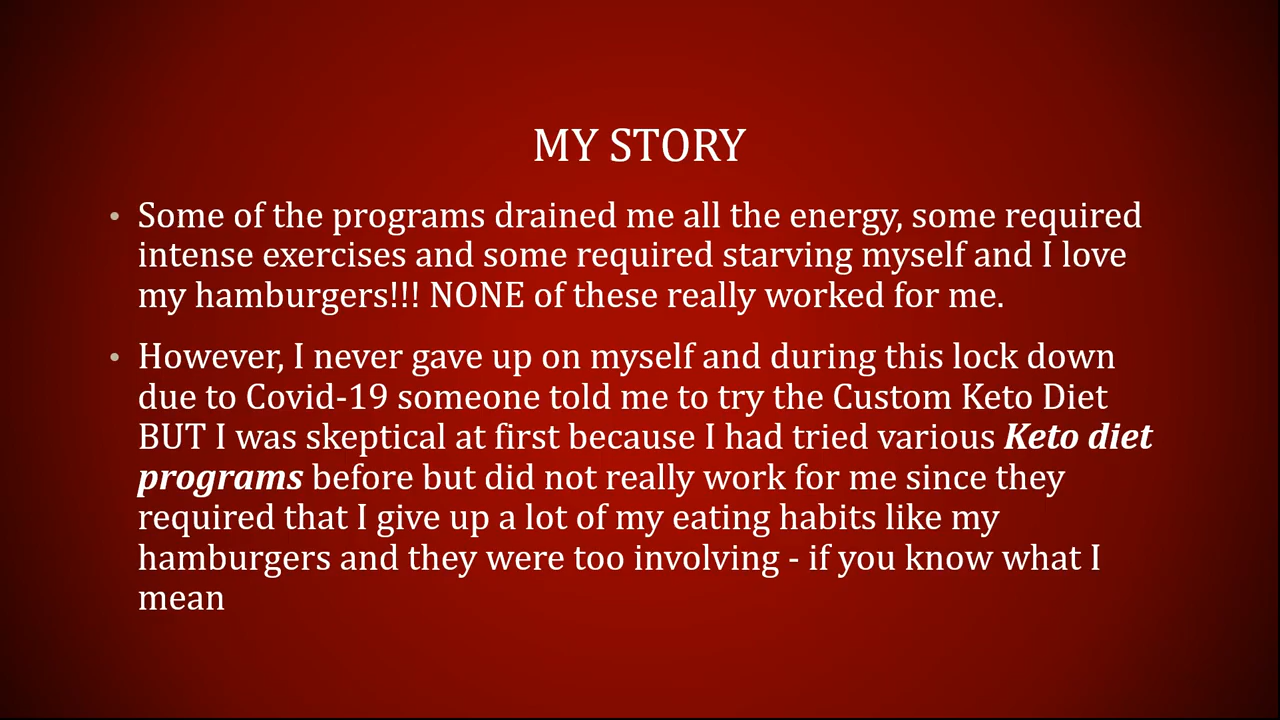 MY STORY
• Some of the programs drained me all the energy, some required
intense exercises and some required starving myself and I love
my hamburgers!!! NONE of these really worked for me.
• However, I never gave up on myself and during this lock down
due to Covid-19 someone told me to try the Custom Keto Diet
BUT I was skeptical at first because I had tried various Keto diet
programs before but did not really work for me since they
required that I give up a lot of my eating habits like my
hamburgers and they were too involving - if you know what I
mean